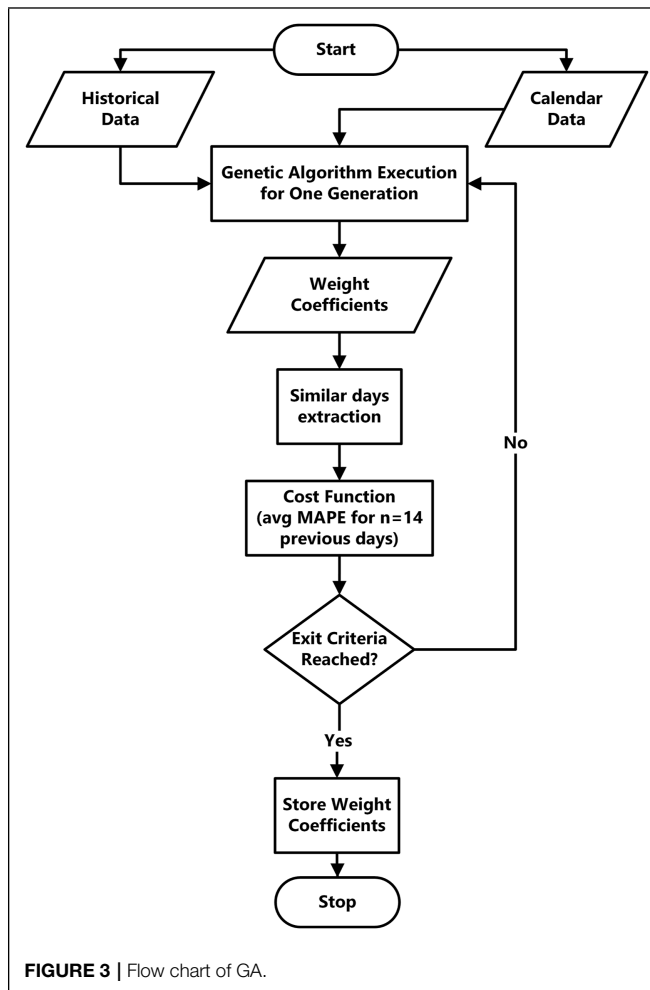 Start
Historical
Data
Calendar
Data
Genetic Algorithm Execution
for One Generation
Weight
Coefficients
Similar days
extraction
No
Cost Function
(avg MAPE for n=14
previous days)
Exit Criteria
Reached?
Yes
Store Weight
Coefficients
Stop
FIGURE 3 | Flow chart of GA.